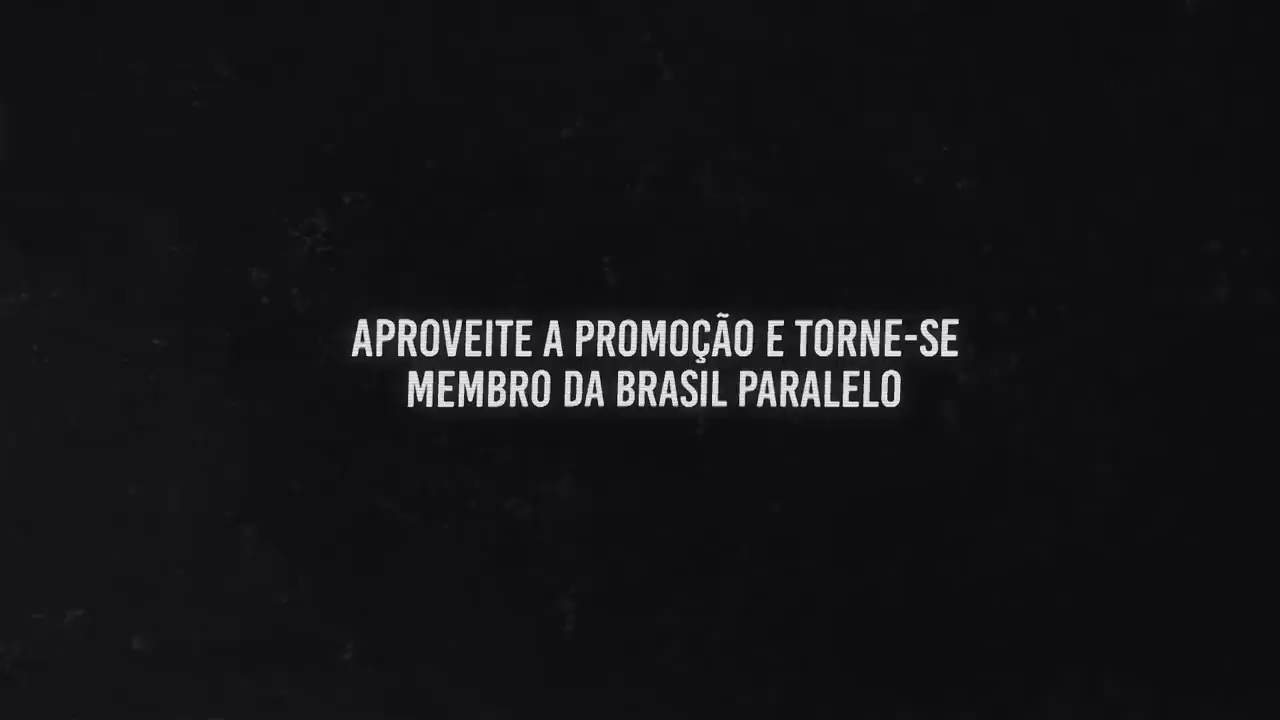 APROVEITE A PROMOÇÃO E TORNE-SE
MEMBRO DA BRASIL PARALELO